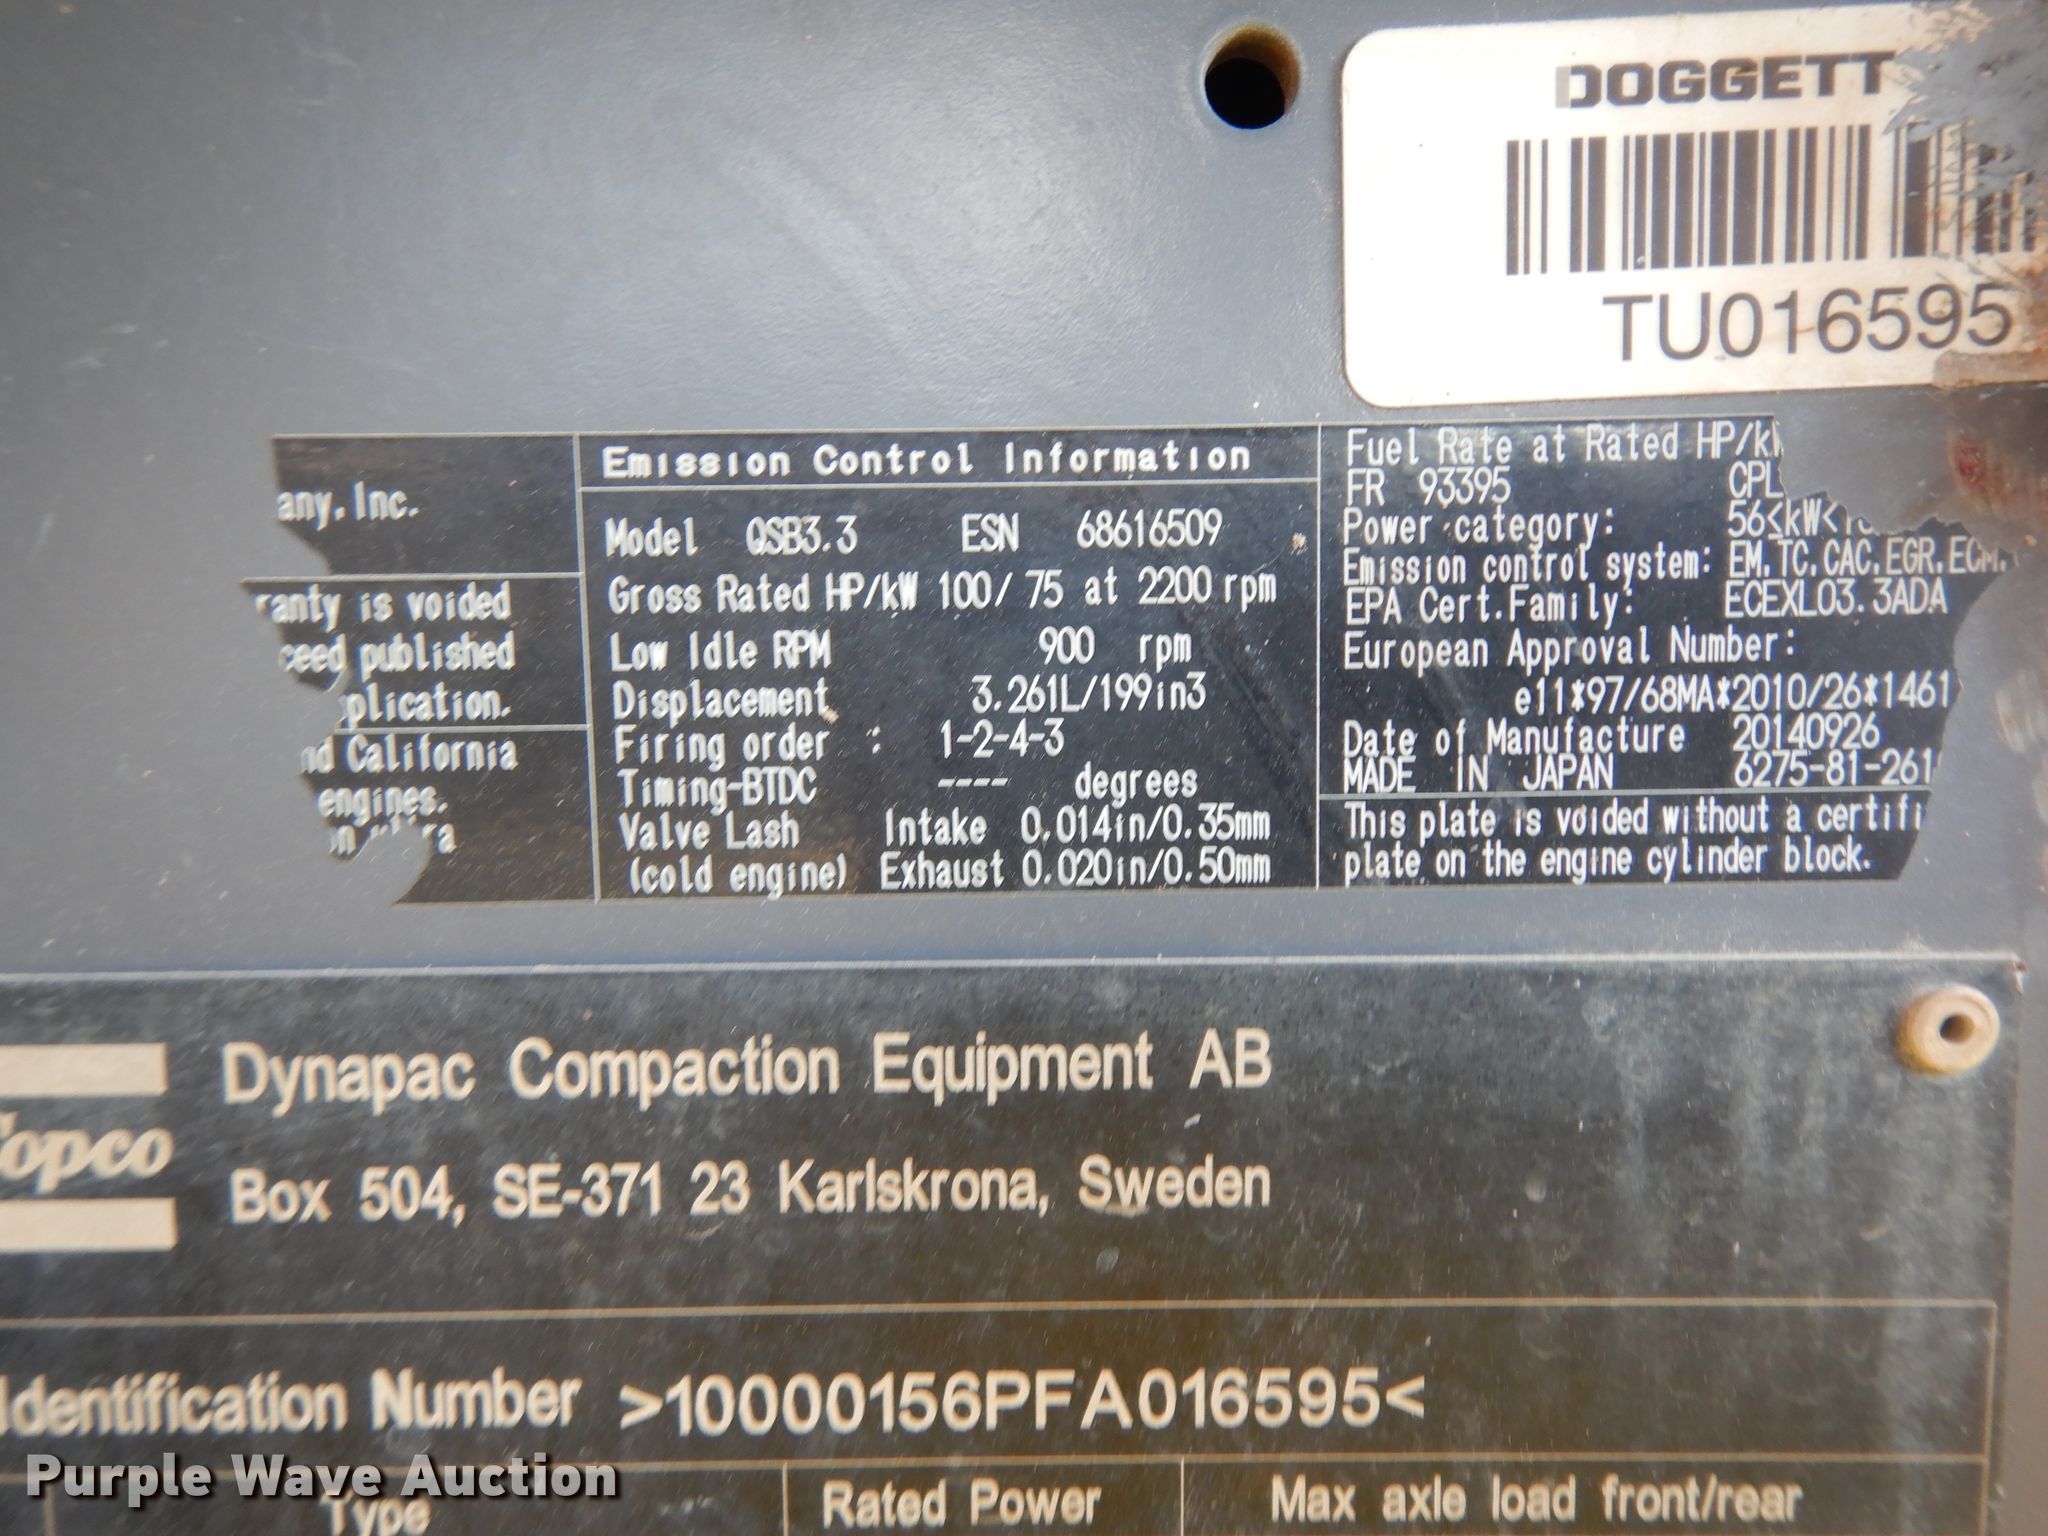 DOGGETT
TU016595
any, Inc.
ranty is voided
ceed published
plication.
nd California
engines.
Emission Control Information
Model QSB3.3 ESN 68616509
Gross Rated HP/kW 100/ 75 at 2200 rpm
Low Idle RPM 900 rpm
Displacement 3.261L/199in3
Firing order : 1-2-4-3
Timing-BTDC ---- degrees
Valve Lash Intake 0.014in/0.35mm
(cold engine) Exhaust 0.020in/0.50mm
Fuel Rate at Rated HP/k
FR 93395 CPL
Power category: 56≤kW<
Emission control system: EM, TC, CAC, EGR, ECM,
EPA Cert.Family: ECEXL03.3ADA
European Approval Number:
e11*97/68MA*2010/26*1461
Date of Manufacture 20140926
MADE IN JAPAN 6275-81-261
This plate is voided without a certifi
plate on the engine cylinder block.
Copco
Dynapac Compaction Equipment AB
Box 504, SE-371 23 Karlskrona, Sweden
Identification Number >10000156PFA016595<
Type Rated Power Max axle load front/rear
Purple Wave Auction